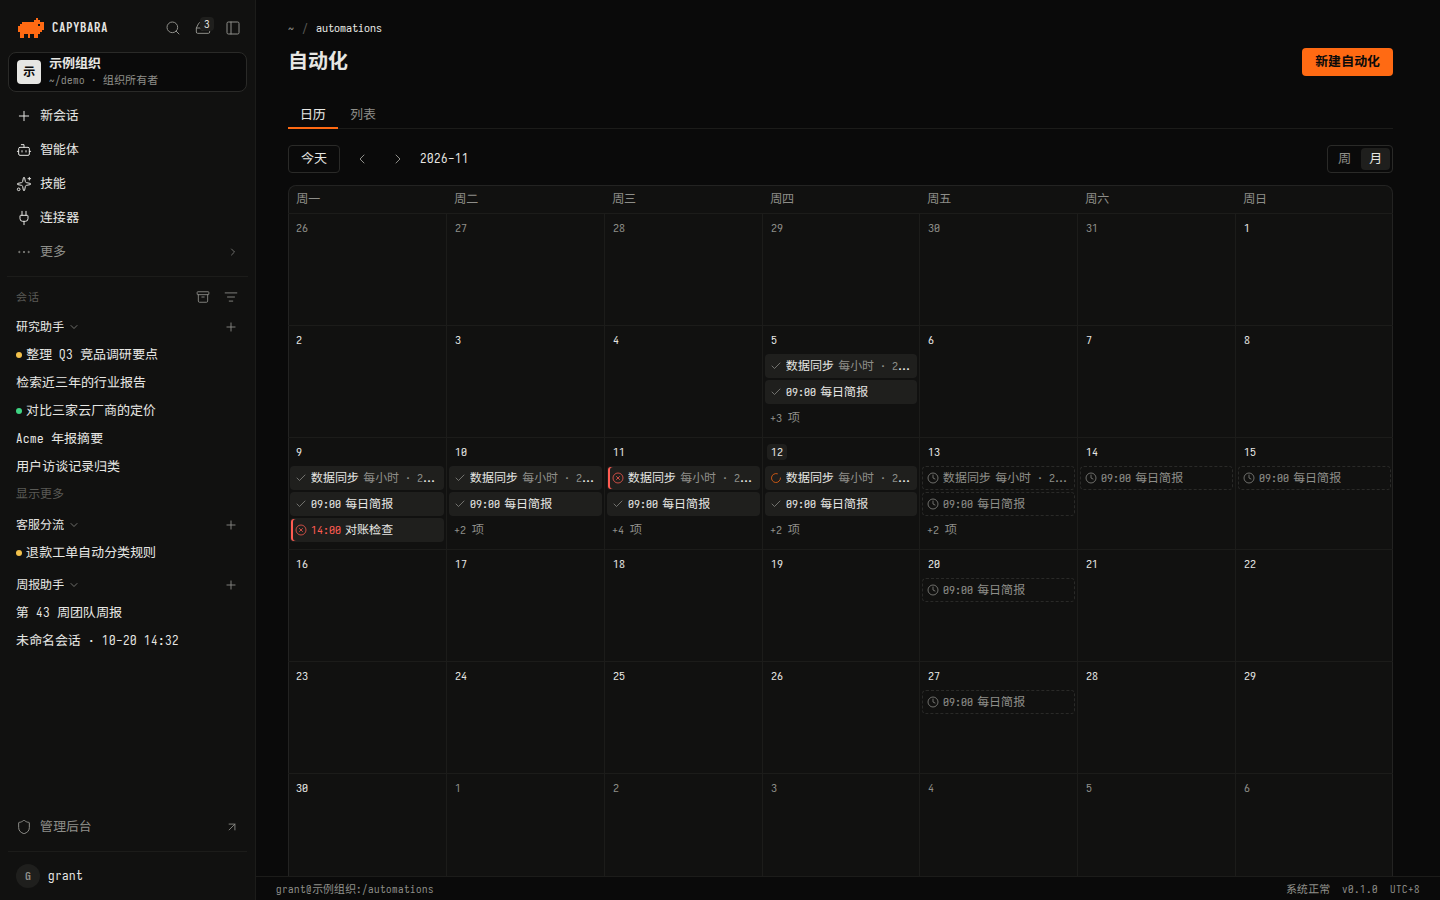 CAPYBARA
3
示 示例组织
~/demo · 组织所有者
新会话
智能体
技能
连接器
更多
会话
研究助手
整理 Q3 竞品调研要点
检索近三年的行业报告
对比三家云厂商的定价
Acme 年报摘要
用户访谈记录归类
显示更多
客服分流
退款工单自动分类规则
周报助手
第 43 周团队周报
未命名会话 · 10-20 14:32
管理后台
G grant
~ / automations
自动化
新建自动化
日历 列表
今天 2026-11 周 月
周一 周二 周三 周四 周五 周六 周日
26 27 28 29 30 31 1
2 3 4 5 6 7 8
数据同步 每小时 · 2...
09:00 每日简报
+3 项
9 10 11 12 13 14 15
数据同步 每小时 · 2... 数据同步 每小时 · 2... 数据同步 每小时 · 2... 数据同步 每小时 · 2... 数据同步 每小时 · 2... 09:00 每日简报 09:00 每日简报
09:00 每日简报 09:00 每日简报 09:00 每日简报 09:00 每日简报 09:00 每日简报
14:00 对账检查 +2 项 +4 项 +2 项 +2 项
16 17 18 19 20 21 22
09:00 每日简报
23 24 25 26 27 28 29
09:00 每日简报
30 1 2 3 4 5 6
grant@示例组织:/automations 系统正常 v0.1.0 UTC+8